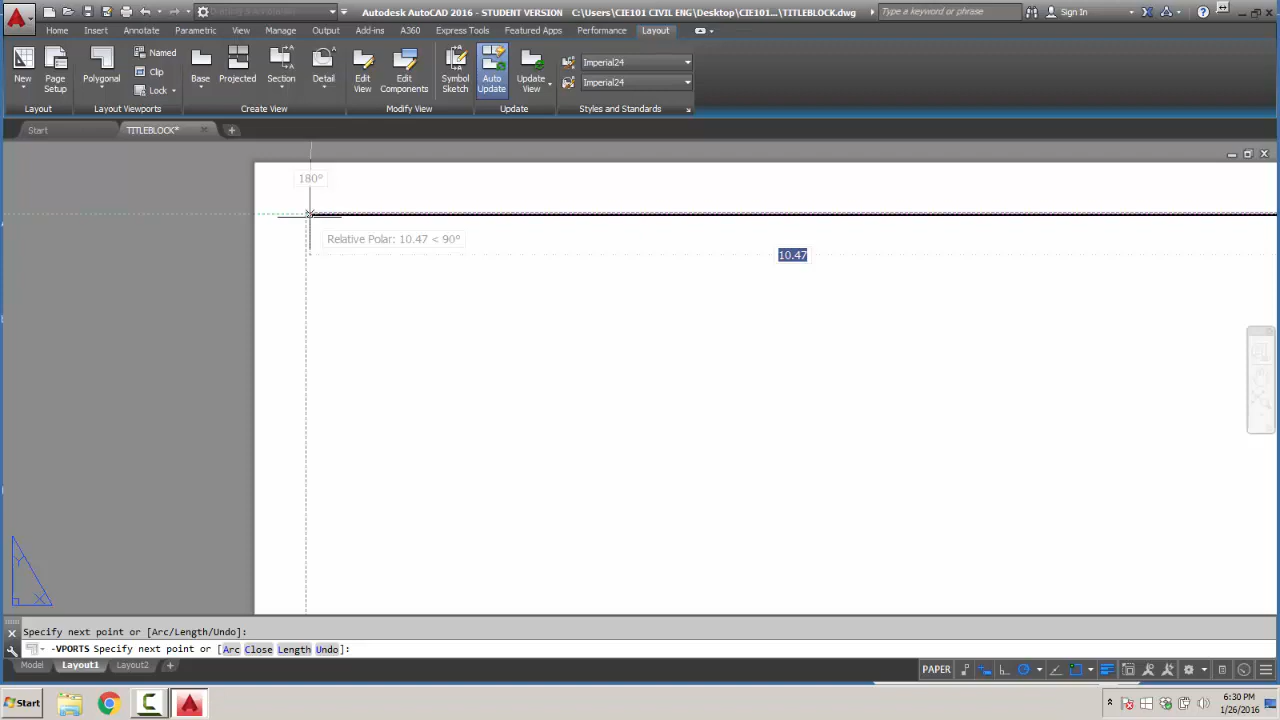 Autodesk AutoCAD 2016 - STUDENT VERSION C:\Users\CIE101 CIVIL ENG\Desktop\CIE101...\TITLEBLOCK.dwg Type a keyword or phrase Sign In
Home Insert Annotate Parametric View Manage Output Add-ins A360 Express Tools Featured Apps Performance Layout
New Page Setup Polygonal Named Clip Lock Base Projected Section Detail Edit View Edit Components Symbol Sketch Auto Update Update View Imperial24 Imperial24
Layout Layout Viewports Create View Modify View Update Styles and Standards
Start TITLEBLOCK*
180°
Relative Polar: 10.47 < 90°
10.47
Y
X
Specify next point or [Arc/Length/Undo]:
-VPORTS Specify next point or [Arc Close Length Undo]:
Model Layout1 Layout2 PAPER
Start 6:30 PM
1/26/2016